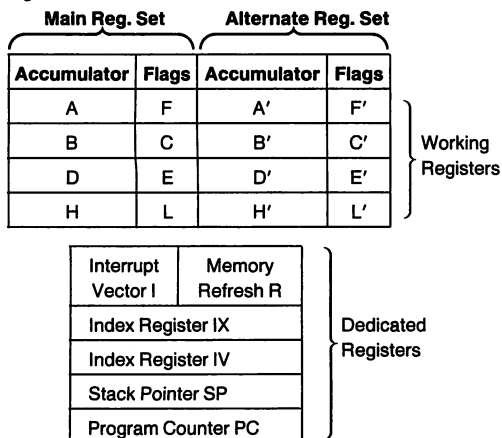 Main Reg. Set Alternate Reg. Set
Accumulator Flags Accumulator Flags
A F A′ F′
B C B′ C′
D E D′ E′
H L H′ L′
Working
Registers
Interrupt
Vector I
Memory
Refresh R
Index Register IX
Index Register IV
Stack Pointer SP
Program Counter PC
Dedicated
Registers